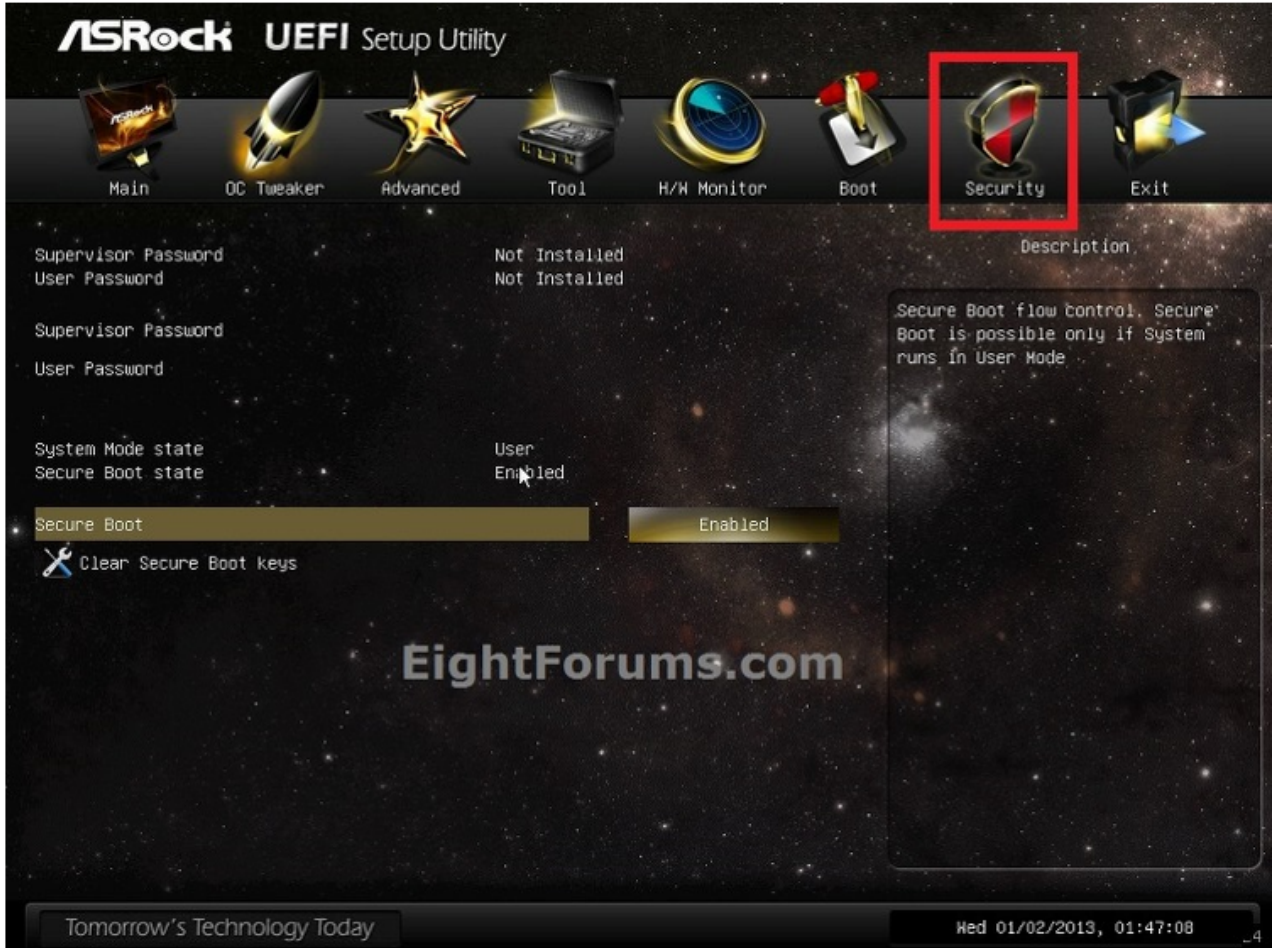 ASRock UEFI Setup Utility
ASRock
Main OC Tweaker Advanced Tool H/W Monitor Boot Security Exit
Supervisor Password Not Installed
User Password Not Installed
Supervisor Password
User Password
System Mode state User
Secure Boot state Enabled
Secure Boot Enabled
Clear Secure Boot keys
Description
Secure Boot flow control. Secure
Boot is possible only if System
runs in User Mode
EightForums.com
Tomorrow's Technology Today
Wed 01/02/2013, 01:47:08